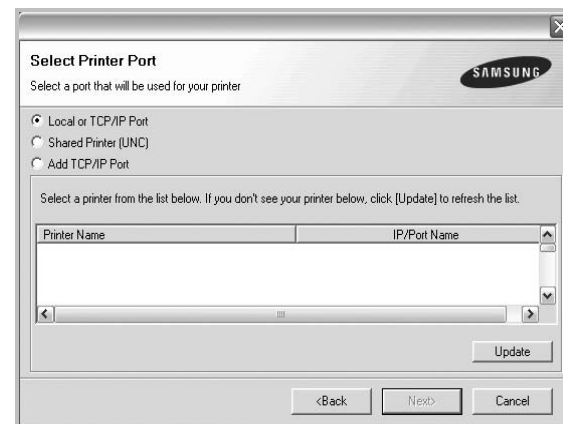 Select Printer Port
Select a port that will be used for your printer
SAMSUNG
Local or TCP/IP Port
Shared Printer (UNC)
Add TCP/IP Port
Select a printer from the list below. If you don't see your printer below, click [Update] to refresh the list.
Printer Name IP/Port Name
Update
<Back Next> Cancel